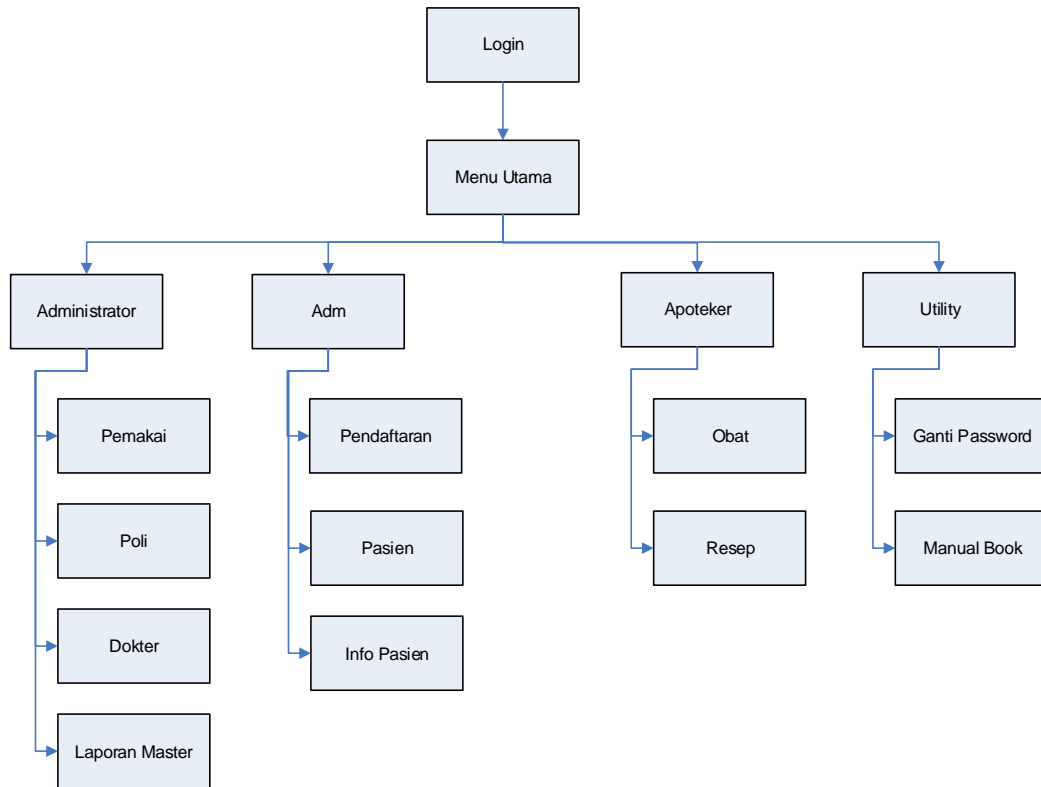 Login
Menu Utama
Administrator
Adm
Apoteker
Utility
Pemakai
Pendaftaran
Obat
Ganti Password
Poli
Pasien
Resep
Manual Book
Dokter
Info Pasien
Laporan Master